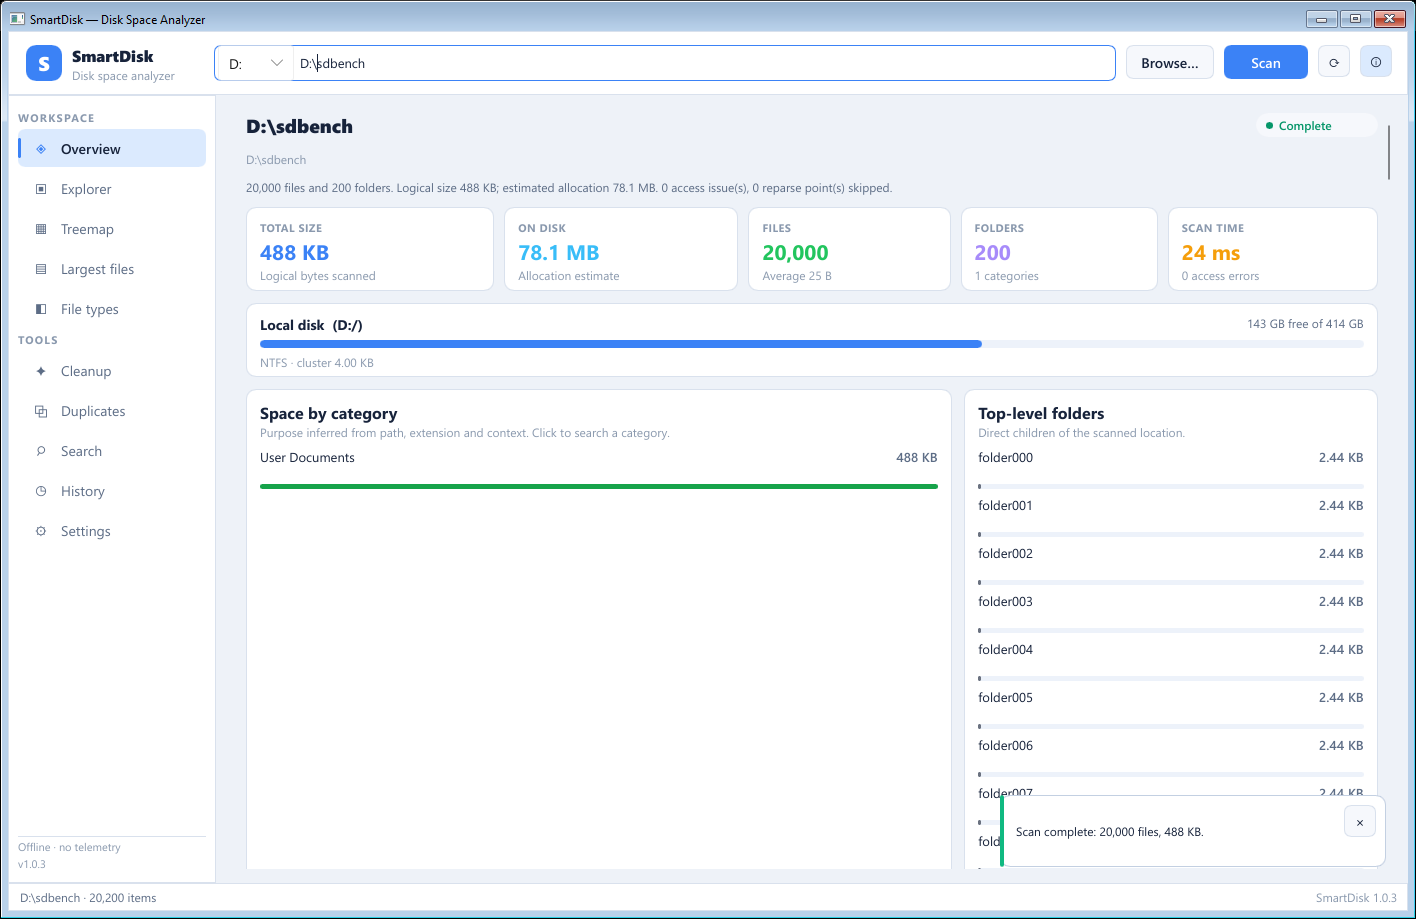 SmartDisk — Disk Space Analyzer
S
SmartDisk
Disk space analyzer
D:
D:\sdbench
Browse...
Scan
WORKSPACE
Overview
Explorer
Treemap
Largest files
File types
TOOLS
Cleanup
Duplicates
Search
History
Settings
Offline · no telemetry
v1.0.3
D:\sdbench
Complete
D:\sdbench
20,000 files and 200 folders. Logical size 488 KB; estimated allocation 78.1 MB. 0 access issue(s), 0 reparse point(s) skipped.
TOTAL SIZE
488 KB
Logical bytes scanned
ON DISK
78.1 MB
Allocation estimate
FILES
20,000
Average 25 B
FOLDERS
200
1 categories
SCAN TIME
24 ms
0 access errors
Local disk (D:/)
143 GB free of 414 GB
NTFS · cluster 4.00 KB
Space by category
Purpose inferred from path, extension and context. Click to search a category.
User Documents 488 KB
Top-level folders
Direct children of the scanned location.
folder000 2.44 KB
folder001 2.44 KB
folder002 2.44 KB
folder003 2.44 KB
folder004 2.44 KB
folder005 2.44 KB
folder006 2.44 KB
folder007 2.44 KB
fold
Scan complete: 20,000 files, 488 KB.
D:\sdbench · 20,200 items
SmartDisk 1.0.3